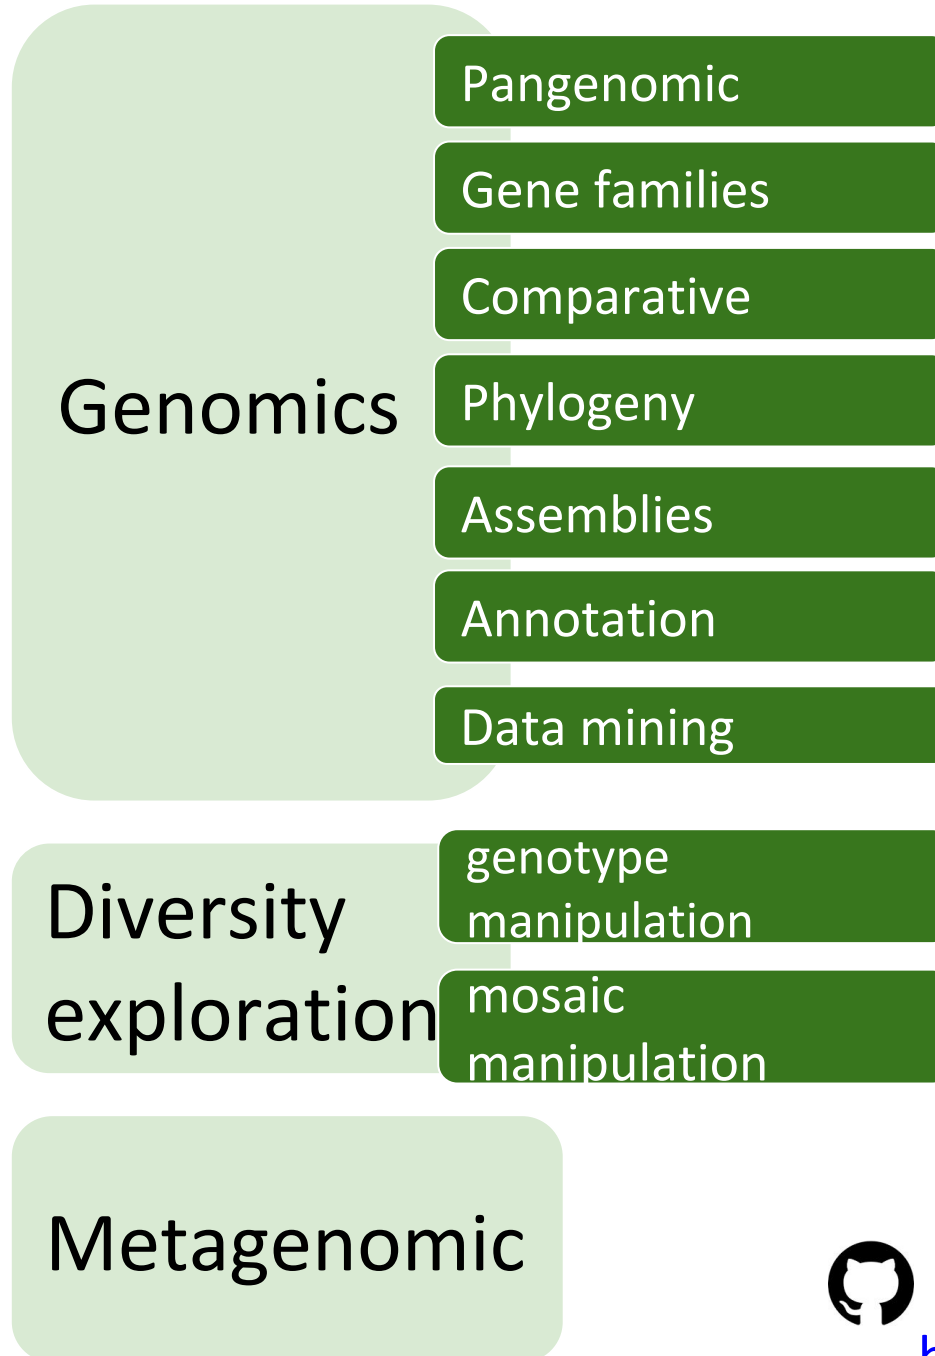 Genomics
Pangenomic
Gene families
Comparative
Phylogeny
Assemblies
Annotation
Data mining
Diversity
exploration
genotype
manipulation
mosaic
manipulation
Metagenomic